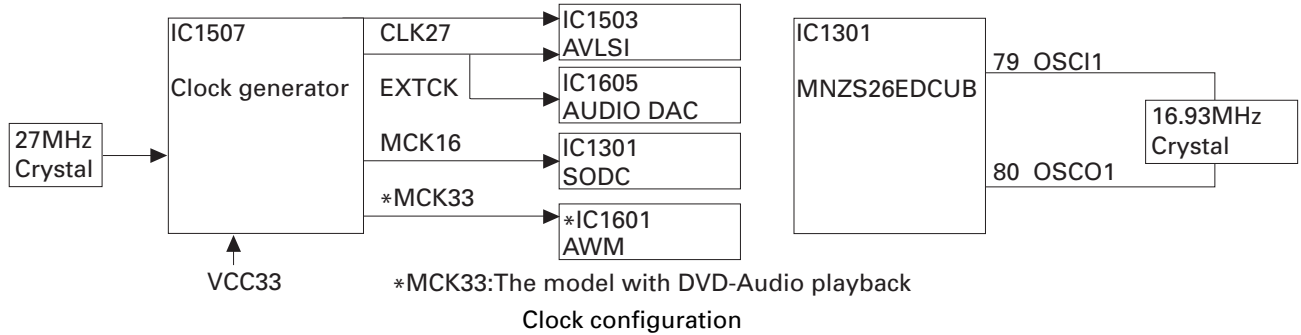 IC1507
Clock generator
27MHz
Crystal
VCC33
CLK27
EXTCK
MCK16
*MCK33
IC1503
AVLSI
IC1605
AUDIO DAC
IC1301
SODC
*IC1601
AWM
IC1301
MNZS26EDCUB
79 OSCI1
80 OSCO1
16.93MHz
Crystal
*MCK33:The model with DVD-Audio playback
Clock configuration